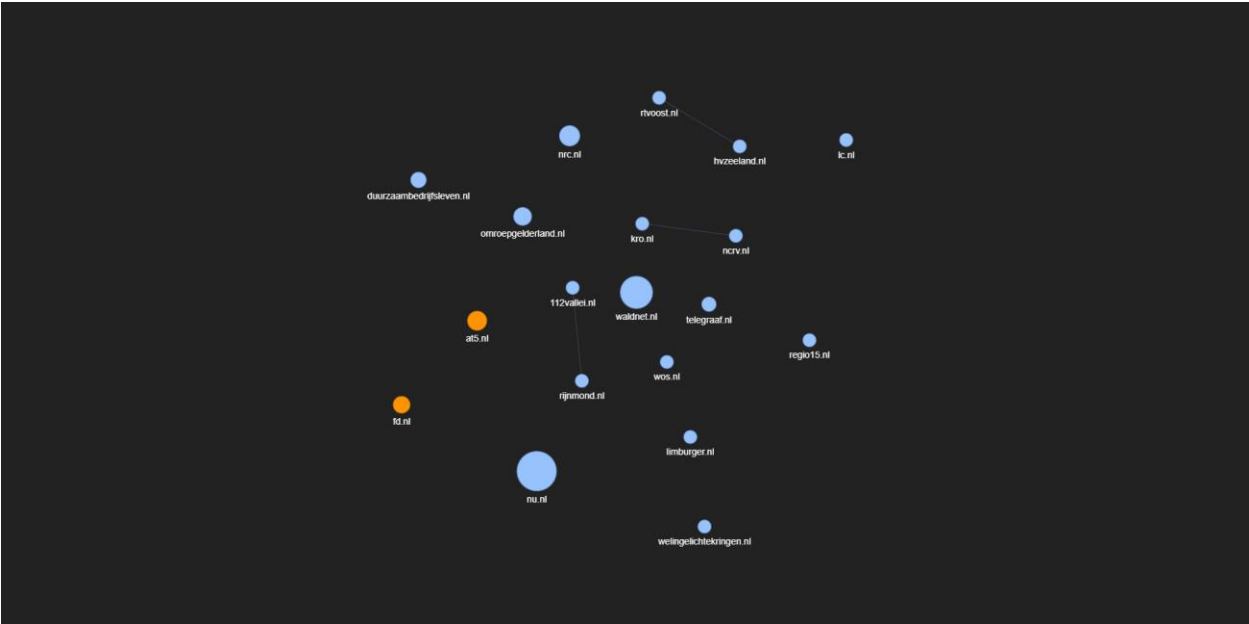 rtvoost.nl
nrc.nl
hvzeeland.nl
lc.nl
duurzaambedrijfsleven.nl
omroepgelderland.nl
kro.nl
ncrv.nl
112vallei.nl
waldnet.nl
telegraaf.nl
at5.nl
regio15.nl
wos.nl
rijnmond.nl
fd.nl
limburger.nl
nu.nl
welingelichtekringen.nl